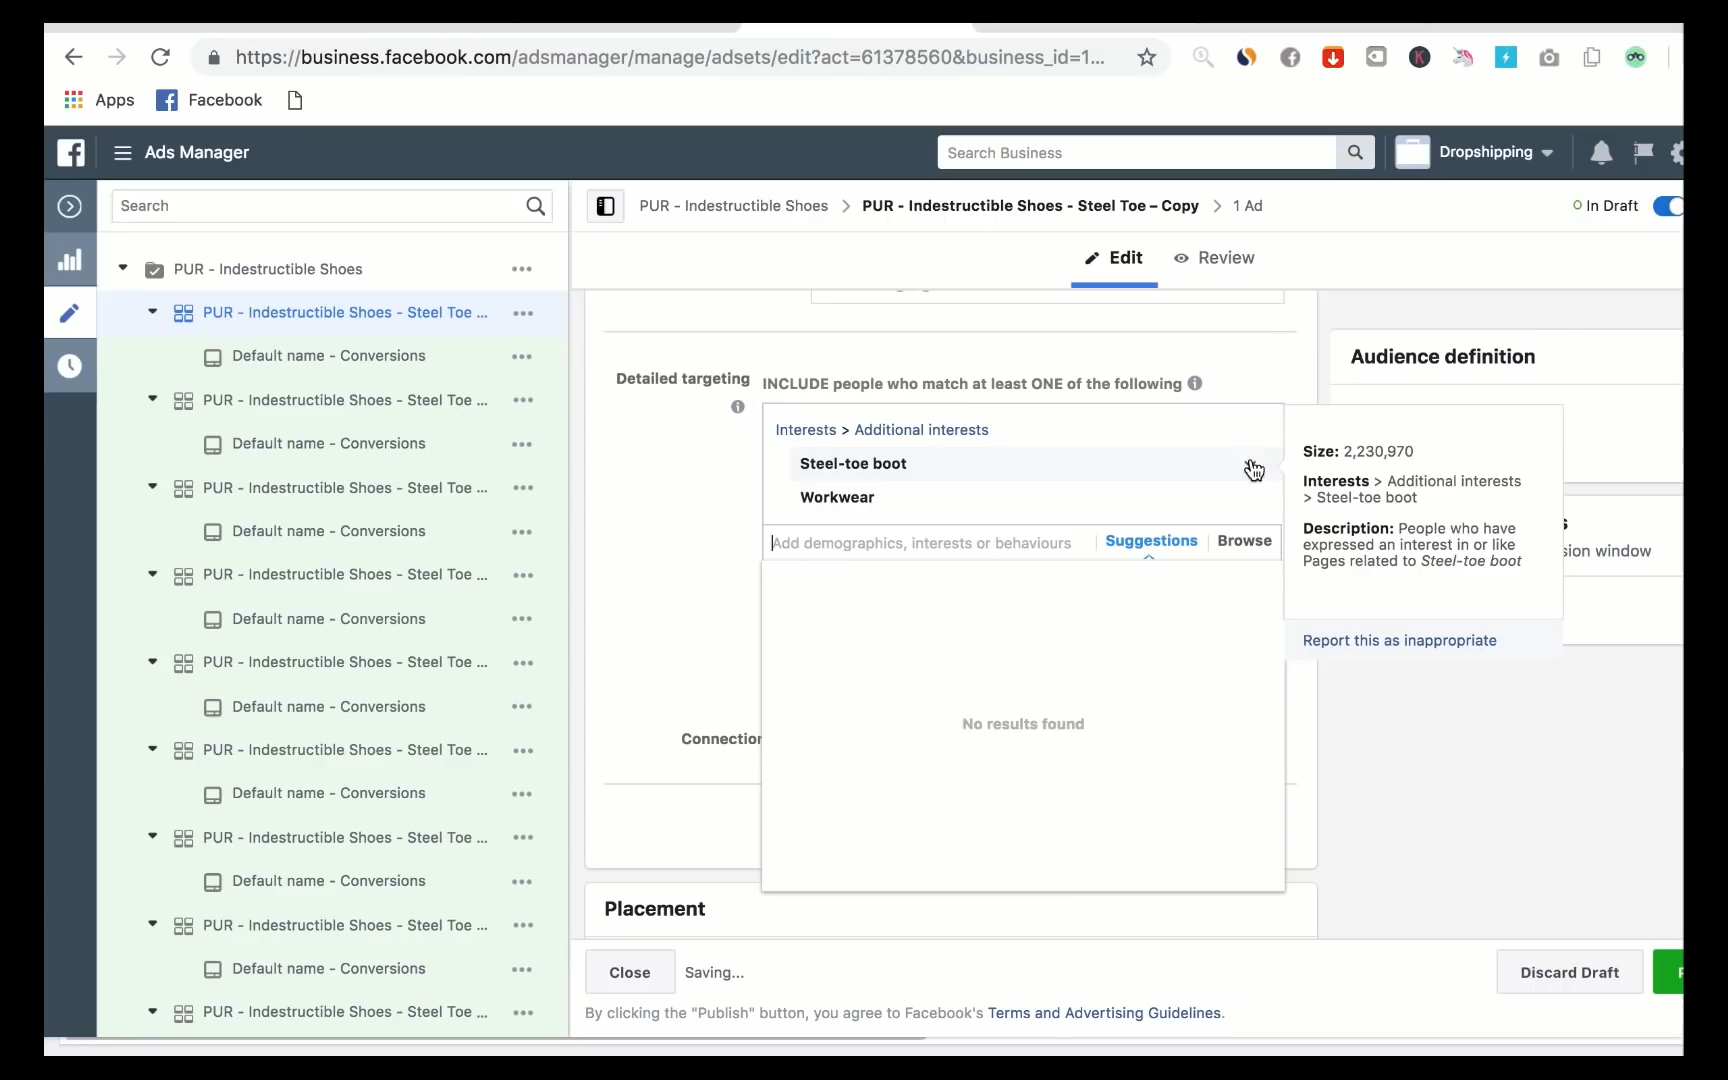 https://business.facebook.com/adsmanager/manage/adsets/edit?act=61378560&business_id=1...
Apps
Facebook
Ads Manager
Search Business
Dropshipping
Search
PUR - Indestructible Shoes
PUR - Indestructible Shoes - Steel Toe – Copy
1 Ad
In Draft
Edit
Review
PUR - Indestructible Shoes
PUR - Indestructible Shoes - Steel Toe ...
Default name - Conversions
PUR - Indestructible Shoes - Steel Toe ...
Default name - Conversions
PUR - Indestructible Shoes - Steel Toe ...
Default name - Conversions
PUR - Indestructible Shoes - Steel Toe ...
Default name - Conversions
PUR - Indestructible Shoes - Steel Toe ...
Default name - Conversions
PUR - Indestructible Shoes - Steel Toe ...
Default name - Conversions
PUR - Indestructible Shoes - Steel Toe ...
Default name - Conversions
PUR - Indestructible Shoes - Steel Toe ...
Default name - Conversions
PUR - Indestructible Shoes - Steel Toe ...
Detailed targeting
INCLUDE people who match at least ONE of the following
Interests > Additional interests
Steel-toe boot
Workwear
Add demographics, interests or behaviours
Suggestions
Browse
No results found
Connection
Audience definition
Size: 2,230,970
Interests > Additional interests
> Steel-toe boot
Description: People who have
expressed an interest in or like
Pages related to Steel-toe boot
Report this as inappropriate
sion window
Placement
Close
Saving...
Discard Draft
By clicking the "Publish" button, you agree to Facebook's Terms and Advertising Guidelines.